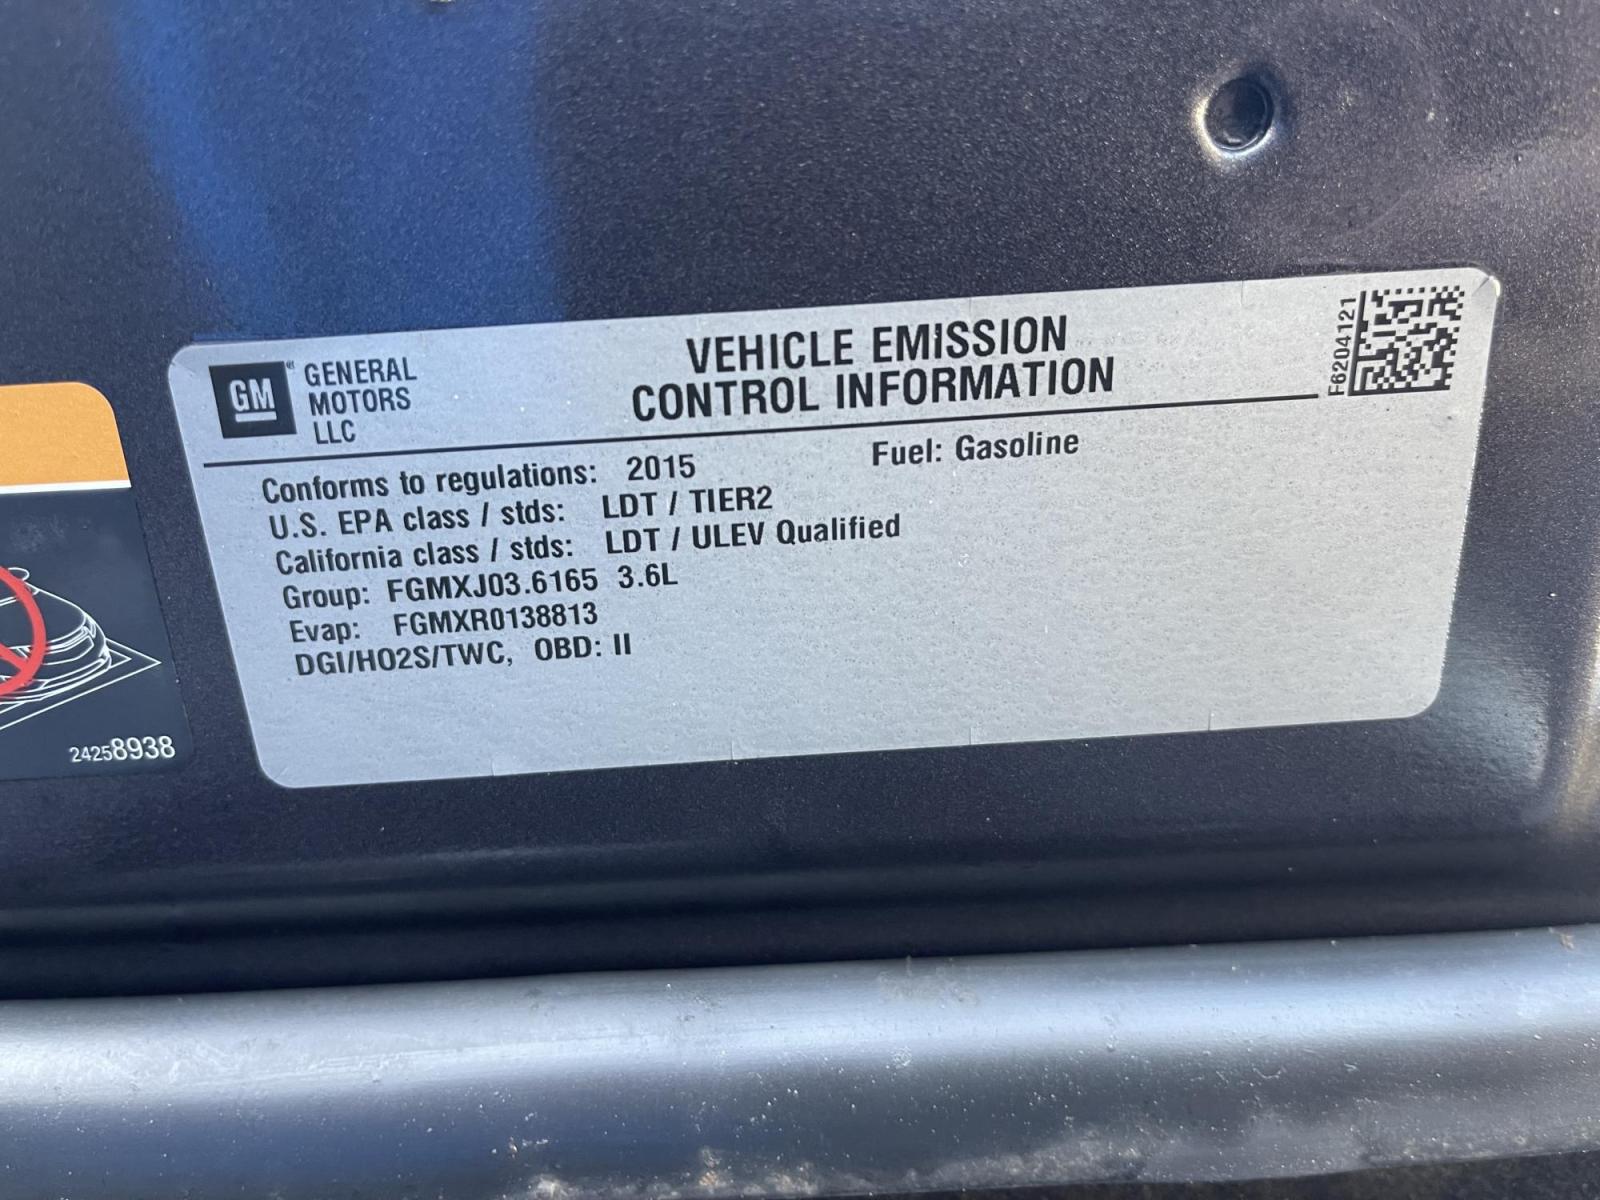 GM
GENERAL
MOTORS
LLC
VEHICLE EMISSION
CONTROL INFORMATION
F6204121
Conforms to regulations: 2015 Fuel: Gasoline
U.S. EPA class / stds: LDT / TIER2
California class / stds: LDT / ULEV Qualified
Group: FGMXJ03.6165 3.6L
Evap: FGMXR0138813
DGI/HO2S/TWC, OBD: II
24258938